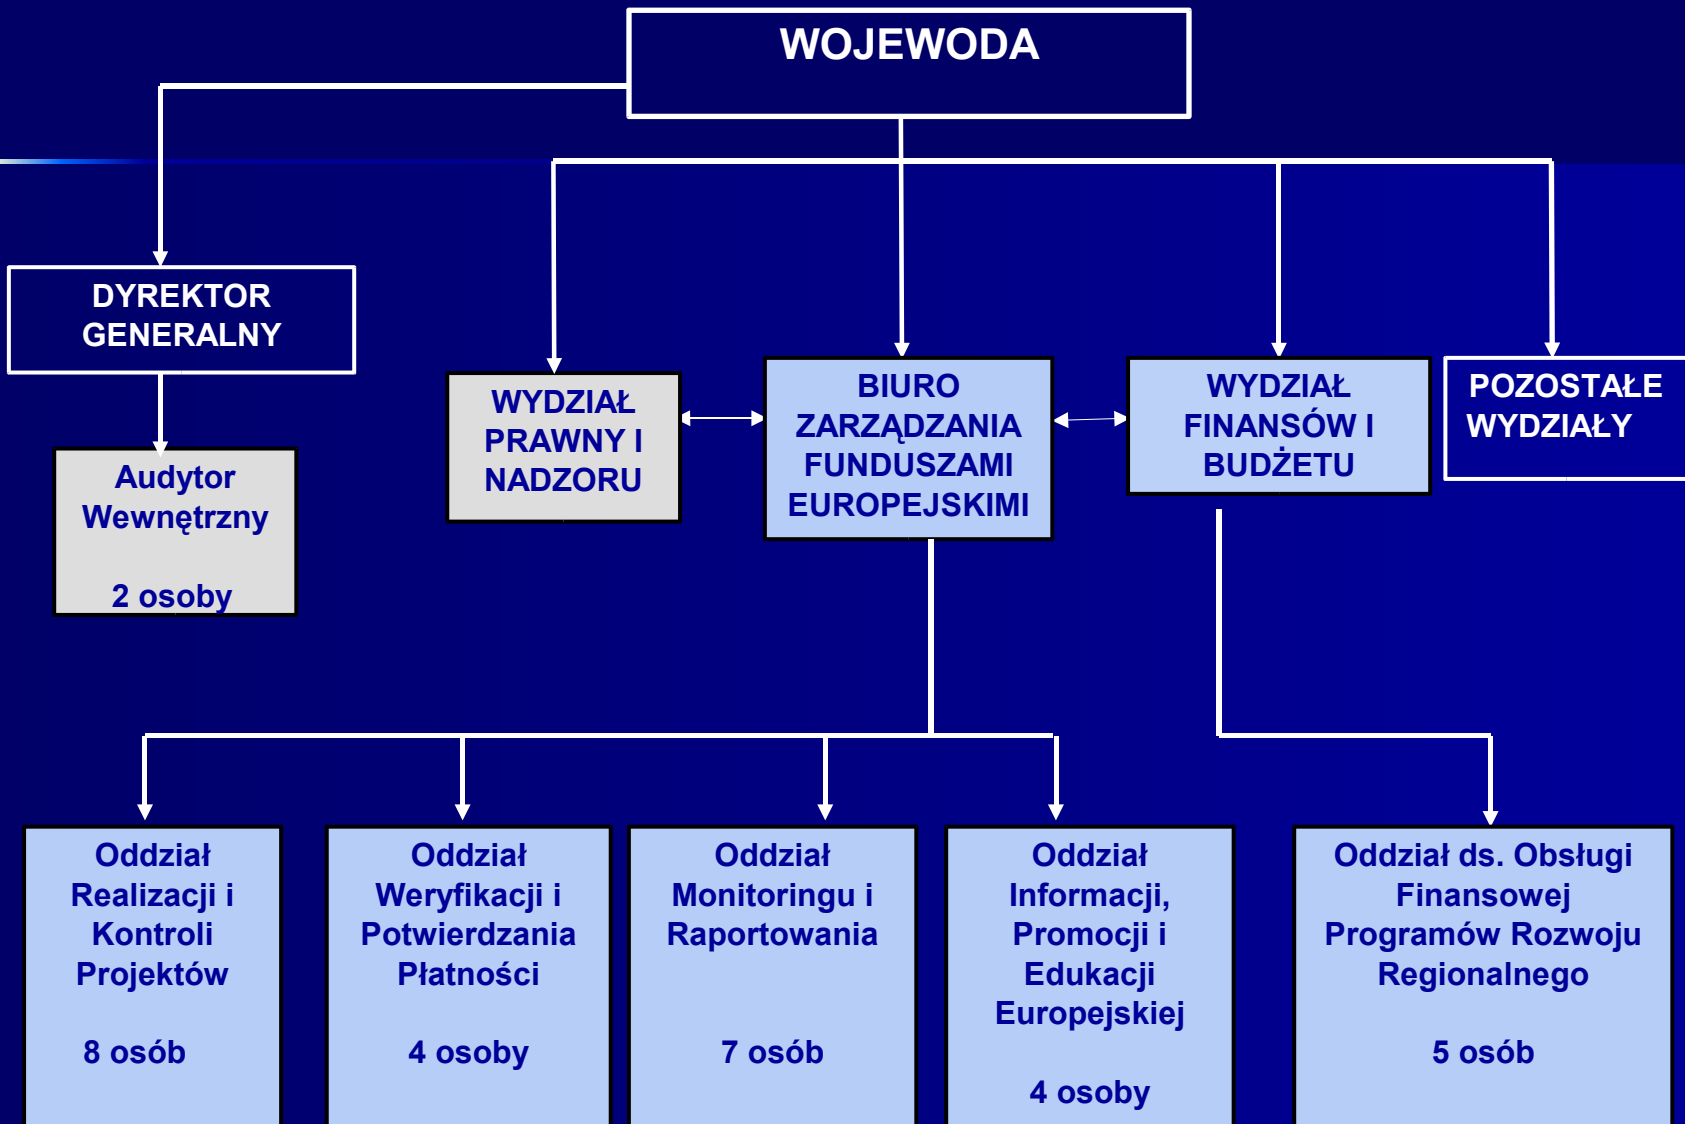 WOJEWODA
DYREKTOR
GENERALNY
Audytor
Wewnętrzny
2 osoby
WYDZIAŁ
PRAWNY I
NADZORU
BIURO
ZARZĄDZANIA
FUNDUSZAMI
EUROPEJSKIMI
WYDZIAŁ
FINANSÓW I
BUDŻETU
POZOSTAŁE
WYDZIAŁY
Oddział
Realizacji i
Kontroli
Projektów
8 osób
Oddział
Weryfikacji i
Potwierdzania
Płatności
4 osoby
Oddział
Monitoringu i
Raportowania
7 osób
Oddział
Informacji,
Promocji i
Edukacji
Europejskiej
4 osoby
Oddział ds. Obsługi
Finansowej
Programów Rozwoju
Regionalnego
5 osób